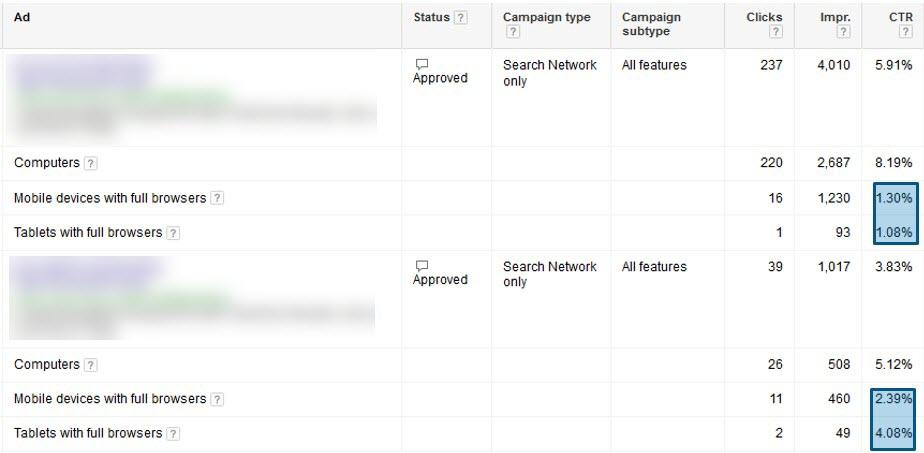 Ad Status ? Campaign type ? Campaign subtype Clicks ? Impr. ? CTR ?
Approved Search Network only All features 237 4,010 5.91%
Computers ? 220 2,687 8.19%
Mobile devices with full browsers ? 16 1,230 1.30%
Tablets with full browsers ? 1 93 1.08%
Approved Search Network only All features 39 1,017 3.83%
Computers ? 26 508 5.12%
Mobile devices with full browsers ? 11 460 2.39%
Tablets with full browsers ? 2 49 4.08%